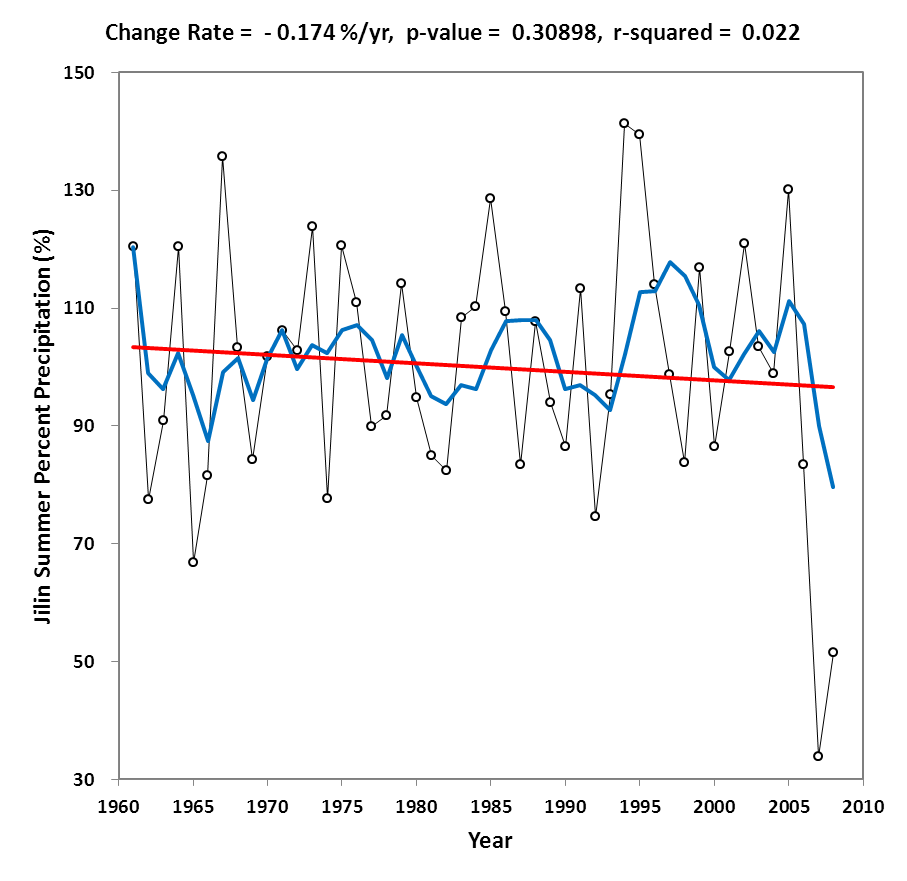 Change Rate = - 0.174 %/yr, p-value = 0.30898, r-squared = 0.022
150
130
110
90
70
50
30
Jilin Summer Percent Precipitation (%)
1960 1965 1970 1975 1980 1985 1990 1995 2000 2005 2010
Year